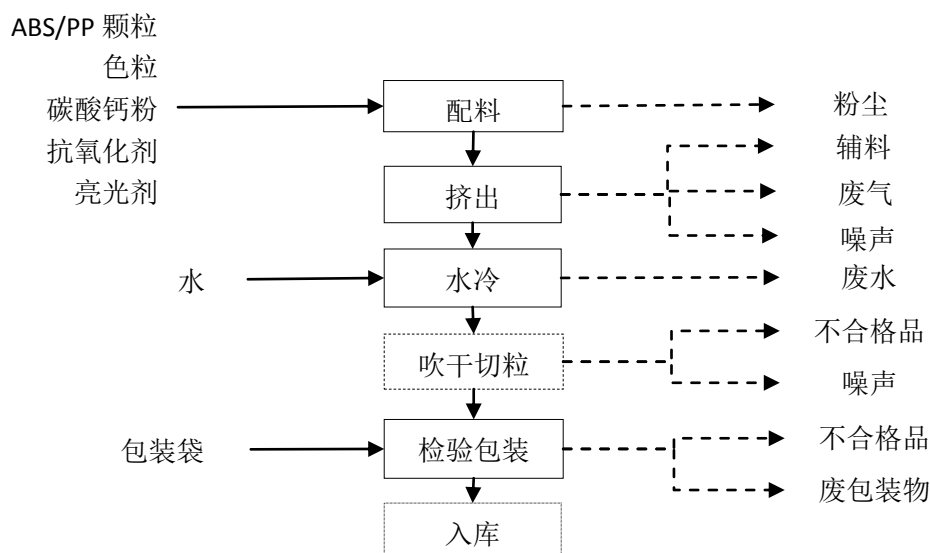 ABS/PP 颗粒
色粒
碳酸钙粉
抗氧化剂
亮光剂
配料
粉尘
辅料
挤出
废气
噪声
水
水冷
废水
不合格品
吹干切粒
噪声
包装袋
检验包装
不合格品
废包装物
入库